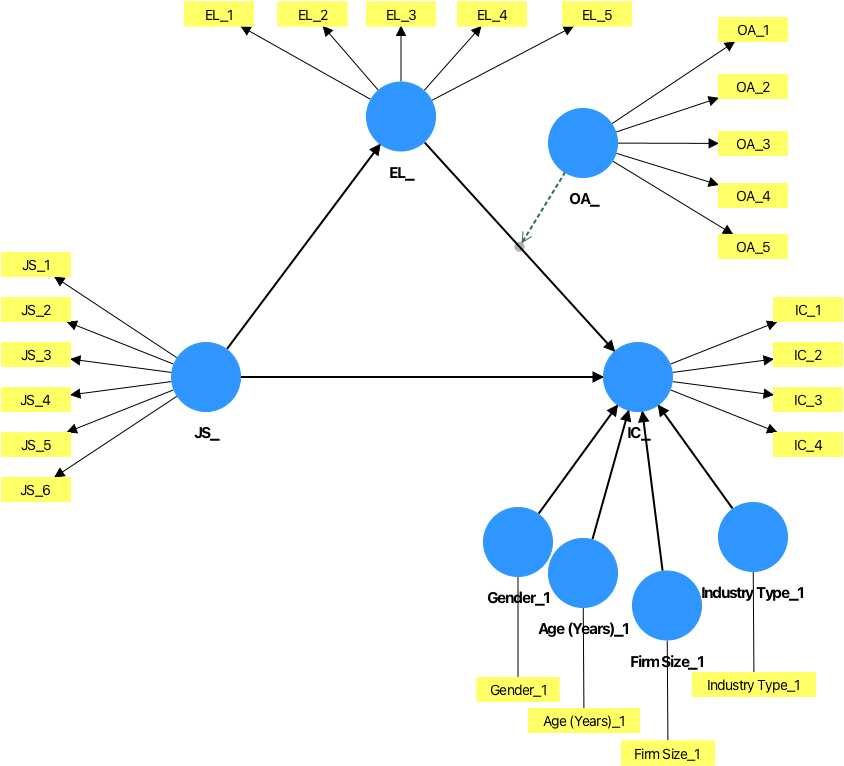 EL_1
EL_2
EL_3
EL_4
EL_5
OA_1
OA_2
OA_3
OA_4
OA_5
EL_
OA_
JS_1
JS_2
JS_3
JS_4
JS_5
JS_6
JS_
IC_1
IC_2
IC_3
IC_4
IC_
Gender_1
Age (Years)_1
Firm Size_1
Industry Type_1
Gender_1
Age (Years)_1
Firm Size_1
Industry Type_1